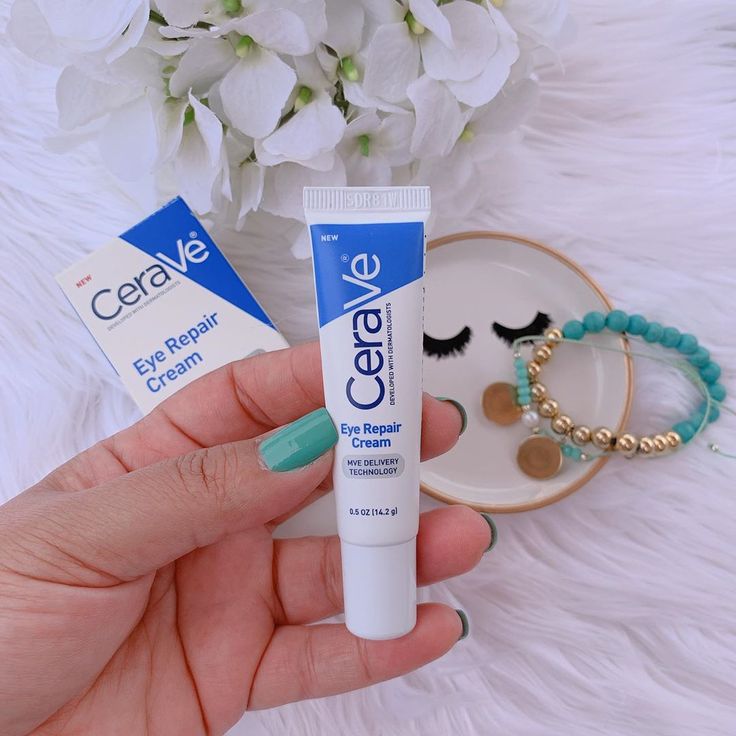 NEW
CeraVe®
DEVELOPED WITH DERMATOLOGISTS
Eye Repair
Cream
NEW
CeraVe®
DEVELOPED WITH DERMATOLOGISTS
Eye Repair
Cream
MVE DELIVERY
TECHNOLOGY
0.5 OZ (14.2 g)